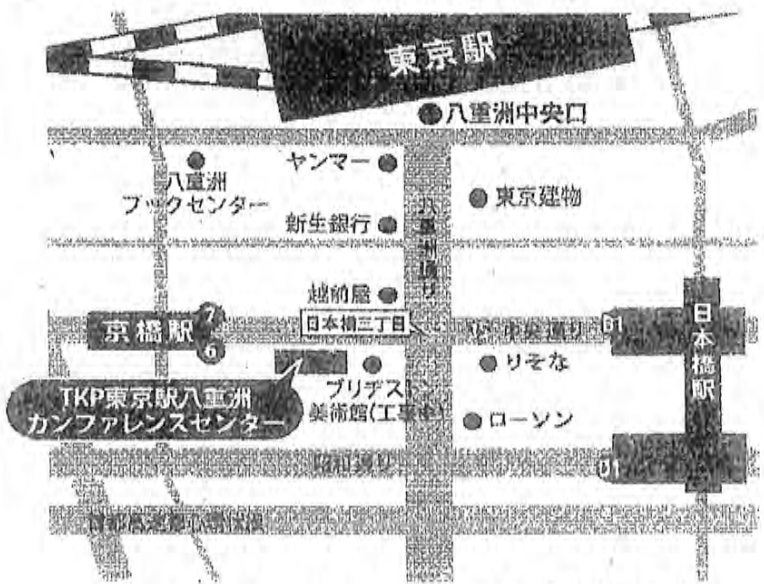 東京駅
八重洲中央口
八重洲
ブックセンター
ヤンマー
東京建物
新生銀行
八重洲通り
越前屋
日本橋三丁目
中央通り
B1
日本橋駅
京橋駅
7
6
りそな
ブリヂス
美術館(工事中)
TKP東京駅八重洲
カンファレンスセンター
ローソン
昭和通り
D1